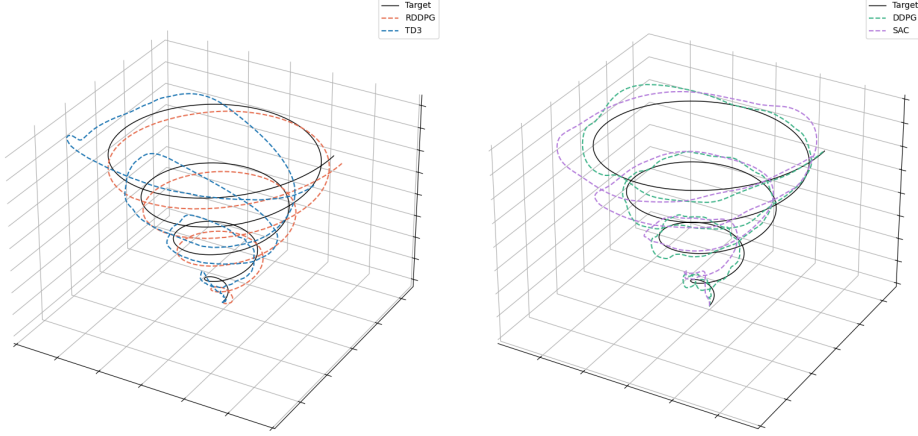 Target
RDDPG
TD3
Target
DDPG
SAC